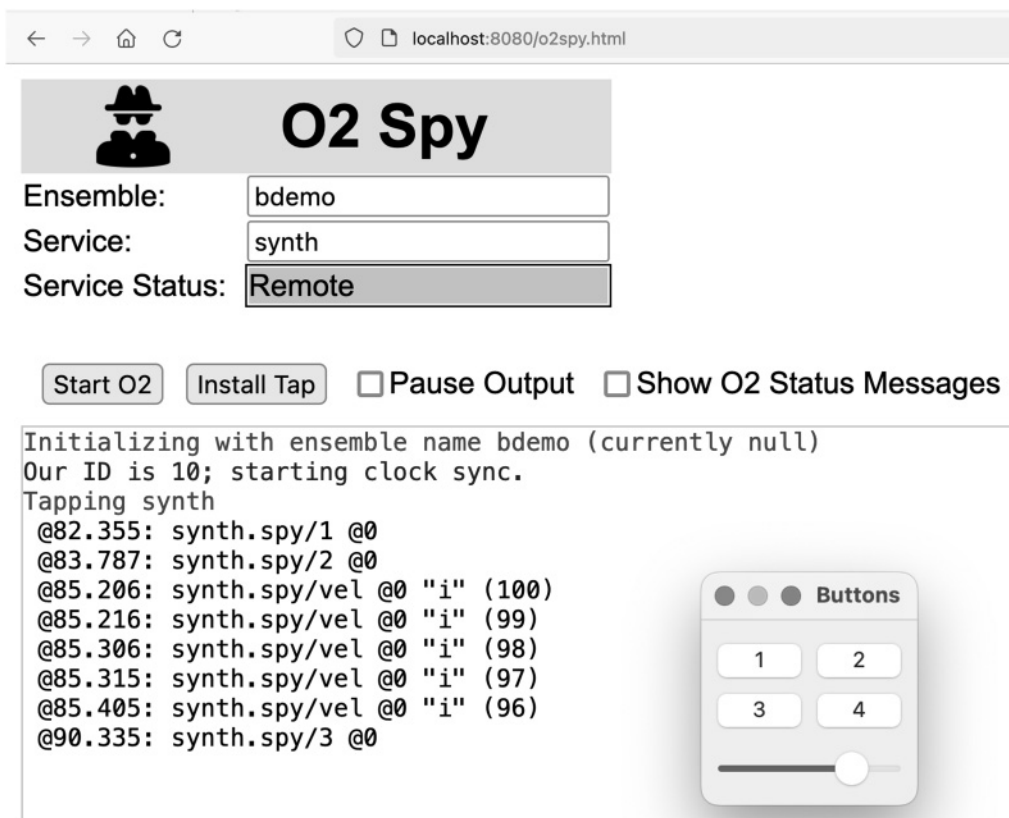 localhost:8080/o2spy.html
O2 Spy
Ensemble: bdemo
Service: synth
Service Status: Remote
Start O2 Install Tap Pause Output Show O2 Status Messages
Initializing with ensemble name bdemo (currently null)
Our ID is 10; starting clock sync.
Tapping synth
@82.355: synth.spy/1 @0
@83.787: synth.spy/2 @0
@85.206: synth.spy/vel @0 "i" (100)
@85.216: synth.spy/vel @0 "i" (99)
@85.306: synth.spy/vel @0 "i" (98)
@85.315: synth.spy/vel @0 "i" (97)
@85.405: synth.spy/vel @0 "i" (96)
@90.335: synth.spy/3 @0
Buttons
1 2
3 4